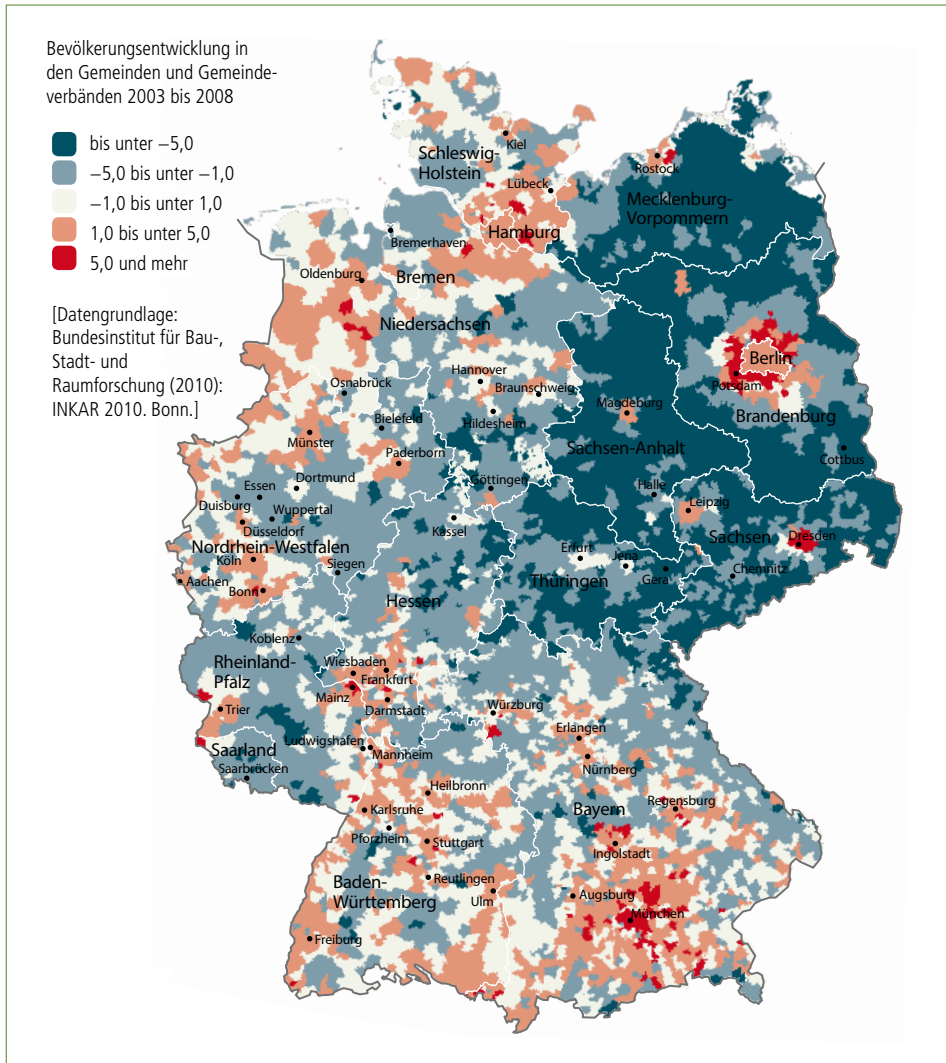 Bevölkerungsentwicklung in
den Gemeinden und Gemeinde-
verbänden 2003 bis 2008
bis unter −5,0
−5,0 bis unter −1,0
−1,0 bis unter 1,0
1,0 bis unter 5,0
5,0 und mehr
[Datengrundlage:
Bundesinstitut für Bau-,
Stadt- und
Raumforschung (2010):
INKAR 2010. Bonn.]
Kiel
Schleswig-
Holstein
Lübeck
Rostock
Mecklenburg-
Vorpommern
Hamburg
Bremerhaven
Bremen
Oldenburg
Niedersachsen
Berlin
Potsdam
Brandenburg
Hannover
Braunschweig
Osnabrück
Bielefeld
Hildesheim
Magdeburg
Sachsen-Anhalt
Münster
Paderborn
Cottbus
Göttingen
Halle
Leipzig
Dortmund
Essen
Duisburg
Wuppertal
Düsseldorf
Nordrhein-Westfalen
Köln
Siegen
Kassel
Sachsen
Dresden
Erfurt
Jena
Thüringen
Gera
Chemnitz
Aachen
Bonn
Hessen
Koblenz
Rheinland-
Pfalz
Wiesbaden
Frankfurt
Mainz
Darmstadt
Trier
Würzburg
Ludwigshafen
Mannheim
Saarland
Saarbrücken
Erlangen
Nürnberg
Heilbronn
Bayern
Regensburg
Karlsruhe
Pforzheim
Stuttgart
Ingolstadt
Reutlingen
Baden-
Württemberg
Ulm
Augsburg
München
Freiburg